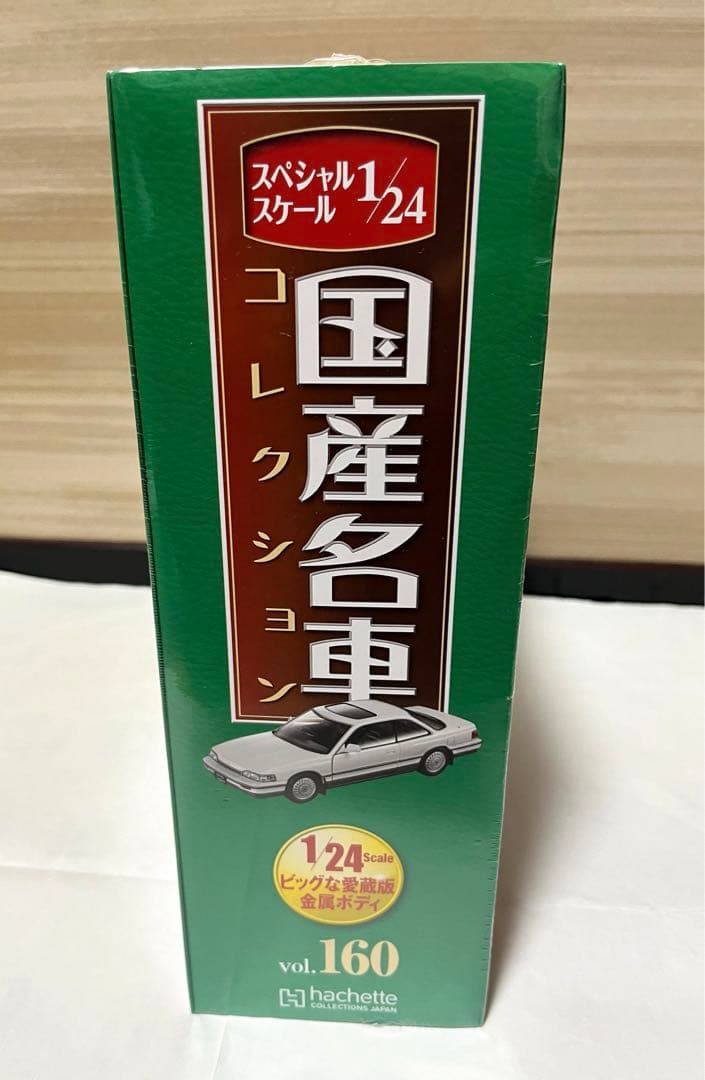 スペシャル
スケール
1/24
国産名車
コレクション
1/24 Scale
ビッグな愛蔵版
金属ボディ
vol.160
hachette
COLLECTIONS JAPAN